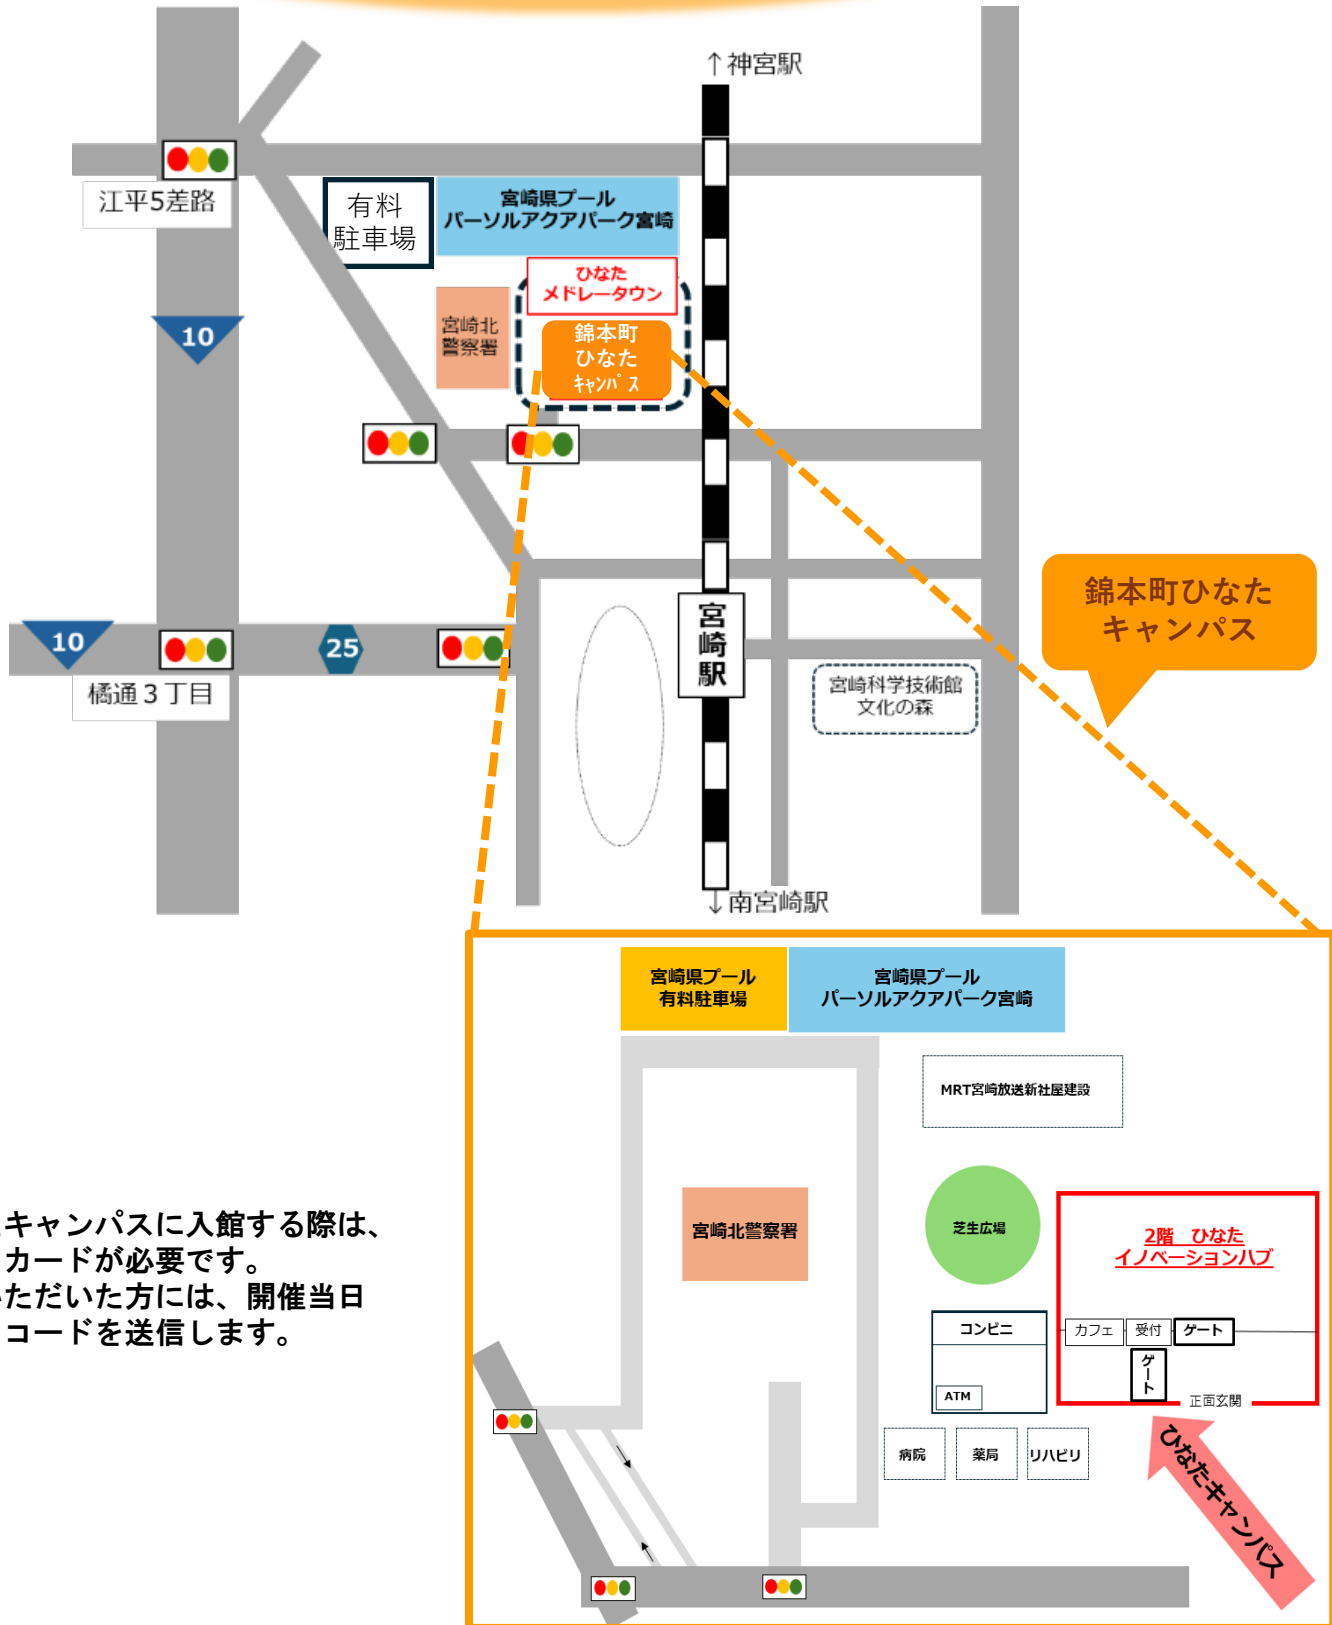 ↑神宮駅
江平5差路
有料
駐車場
宮崎県プール
パーソルアクアパーク宮崎
ひなた
メドレータウン
宮崎北
警察署
錦本町
ひなた
ｷｬﾝﾊﾟｽ
10
10
25
橘通３丁目
宮崎駅
宮崎科学技術館
文化の森
錦本町ひなた
キャンパス
↓南宮崎駅
宮崎県プール
有料駐車場
宮崎県プール
パーソルアクアパーク宮崎
MRT宮崎放送新社屋建設
宮崎北警察署
芝生広場
2階　ひなた
イノベーションハブ
コンビニ
ATM
カフェ
受付
ゲート
ゲート
正面玄関
病院
薬局
リハビリ
ひなたキャンパス
キャンパスに入館する際は、
カードが必要です。
ただいた方には、開催当日
コードを送信します。